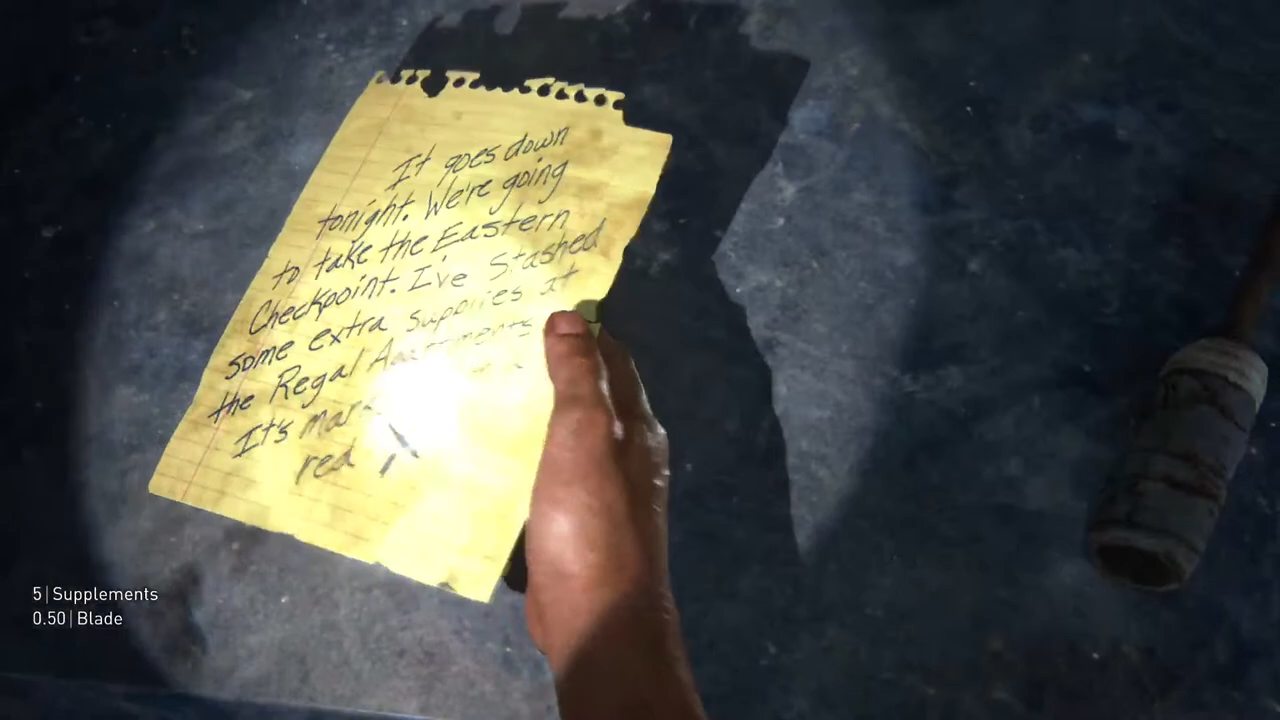 It goes down
tonight. We're going
to take the Eastern
Checkpoint. I've Stashed
some extra supplies at
the Regal Apartments
It's
red
5 | Supplements
0.50 | Blade